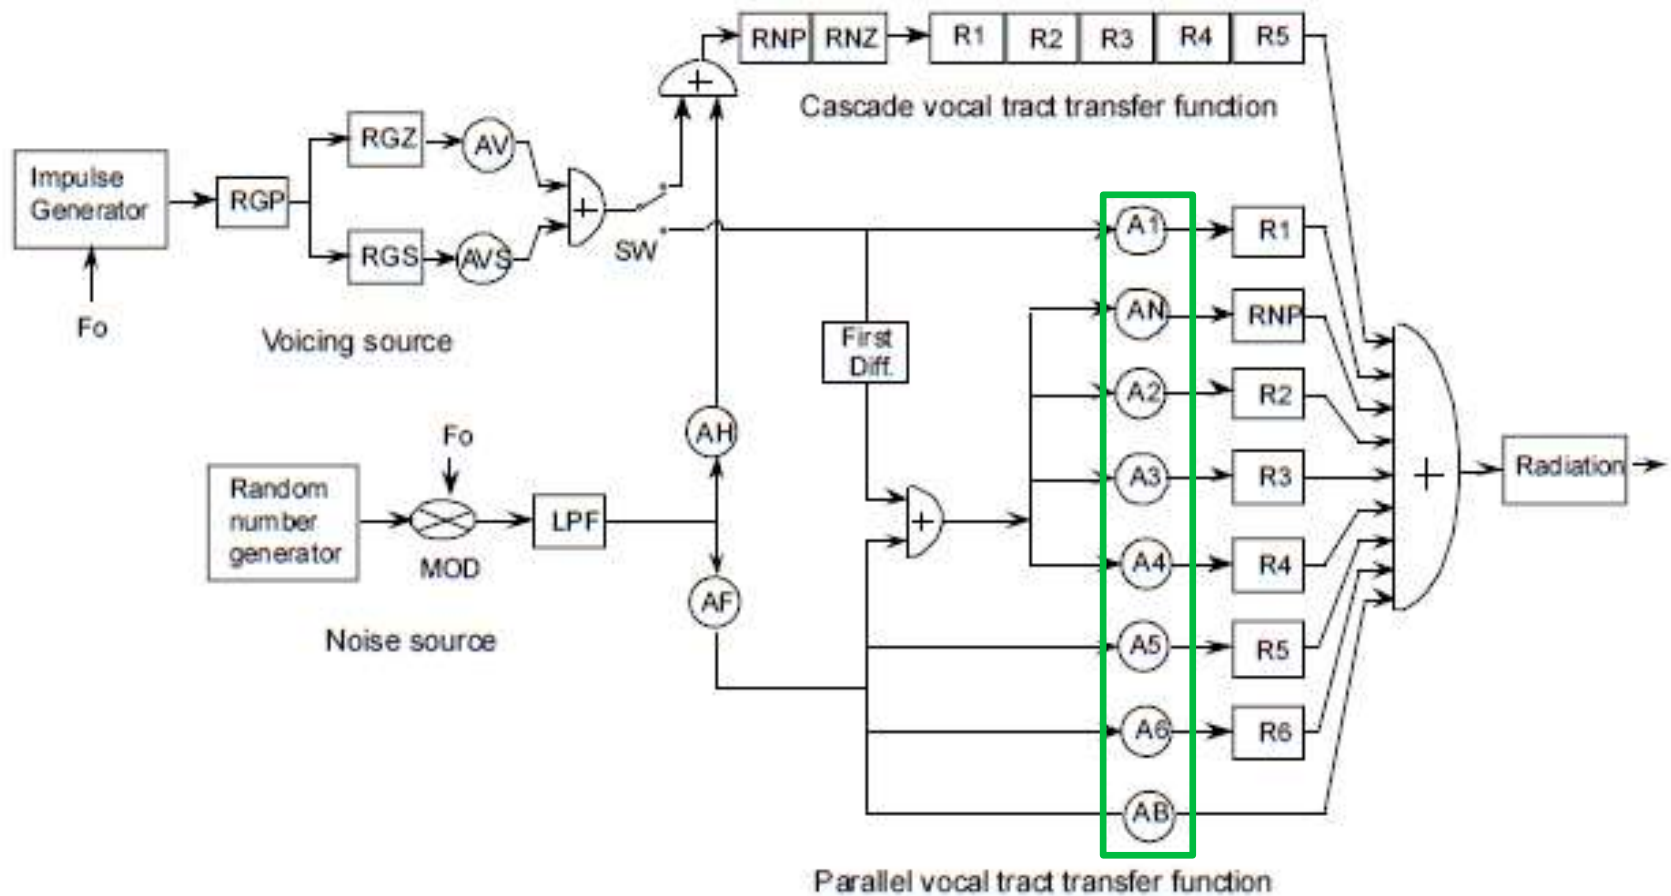 RNP RNZ R1 R2 R3 R4 R5
+
Cascade vocal tract transfer function
Impulse
Generator
RGP
RGZ
AV
RGS
AVS
+
SW
Fo
Voicing source
A1
R1
AN
RNP
First
Diff.
A2
R2
AH
Fo
Random
number
generator
MOD
LPF
A3
R3
+
+
Radiation
A4
R4
AF
Noise source
A5
R5
A6
R6
AB
Parallel vocal tract transfer function